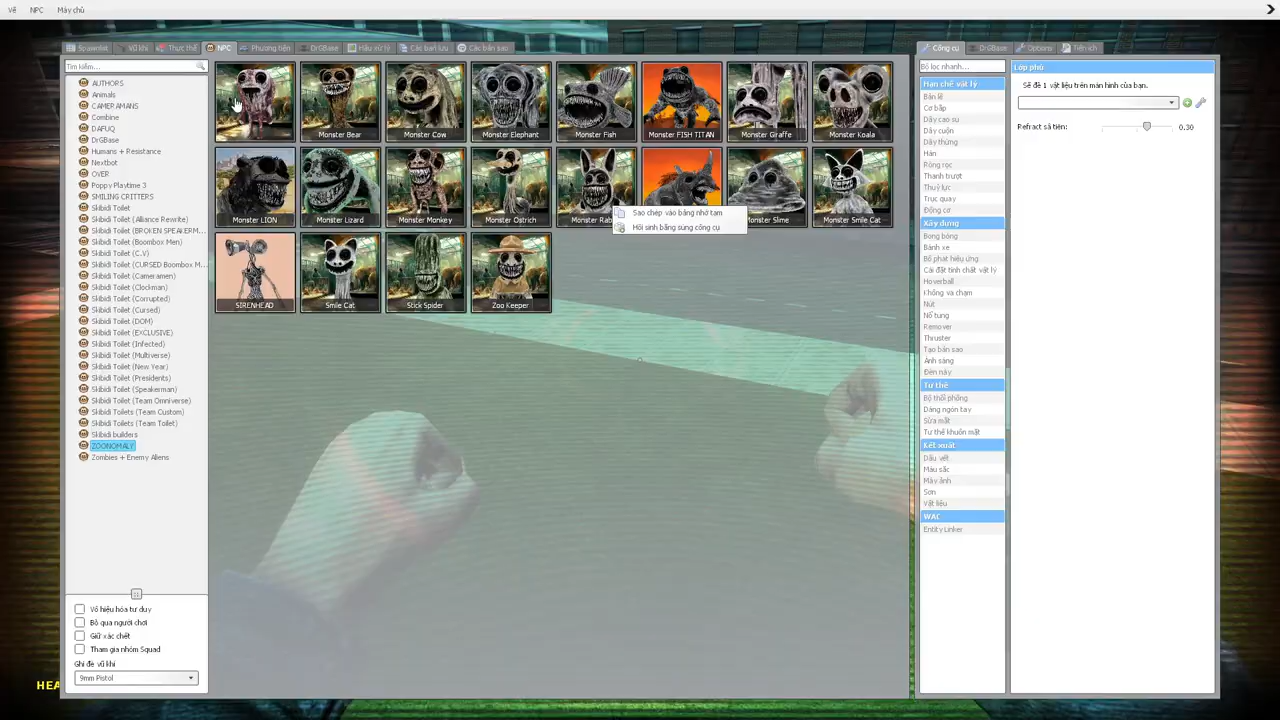 Vẽ NPC Máy chủ
Spawnlist Vũ khí Thực thể NPC Phương tiện DrGBase Hậu xử lý Các bản lưu Các bản sao
Tìm kiếm...
AUTHORS
Animals
CAMERAMANS
Combine
DAFUQ
DrGBase
Humans + Resistance
Nextbot
OVER
Poppy Playtime 3
SMILING CRITTERS
Skibidi Toilet
Skibidi Toilet (Alliance Rewrite)
Skibidi Toilet (BROKEN SPEAKERM...
Skibidi Toilet (Boombox Men)
Skibidi Toilet (C.V)
Skibidi Toilet (CURSED Boombox M...
Skibidi Toilet (Cameramen)
Skibidi Toilet (Clockman)
Skibidi Toilet (Corrupted)
Skibidi Toilet (Cursed)
Skibidi Toilet (DOM)
Skibidi Toilet (EXCLUSIVE)
Skibidi Toilet (Infected)
Skibidi Toilet (Multiverse)
Skibidi Toilet (New Year)
Skibidi Toilet (Presidents)
Skibidi Toilet (Speakerman)
Skibidi Toilet (Team Omniverse)
Skibidi Toilets (Team Custom)
Skibidi Toilets (Team Toilet)
Skibidi builders
ZOONOMALY
Zombies + Enemy Aliens
Vô hiệu hóa tư duy
Bỏ qua người chơi
Giữ xác chết
Tham gia nhóm Squad
Ghi đè vũ khí
9mm Pistol
Monster Bear Monster Cow Monster Elephant Monster Fish Monster FISH TITAN Monster Giraffe Monster Koala
Monster LION Monster Lizard Monster Monkey Monster Ostrich Monster Rab Monster Slime Monster Smile Cat
SIRENHEAD Smile Cat Stick Spider Zoo Keeper
Sao chép vào bảng nhớ tạm
Hồi sinh bằng súng công cụ
HEA
Công cụ DrGBase Options Tiện ích
Bộ lọc nhanh...
Hạn chế vật lý
Bản lề
Cơ bắp
Dây cao su
Dây cuộn
Dây thừng
Hàn
Ròng rọc
Thanh trượt
Thuỷ lực
Trục quay
Động cơ
Xây dựng
Bong bóng
Bánh xe
Bộ phát hiệu ứng
Cài đặt tính chất vật lý
Hoverball
Không va chạm
Nút
Nổ tung
Remover
Thruster
Tạo bản sao
Ánh sáng
Đèn này
Tư thế
Bộ thổi phồng
Dáng ngón tay
Sửa mắt
Tư thế khuôn mặt
Kết xuất
Dấu vết
Màu sắc
Máy ảnh
Sơn
Vật liệu
WAC
Entity Linker
Lớp phủ
Sẽ đè 1 vật liệu trên màn hình của bạn.
Refract sã tiên: 0.30